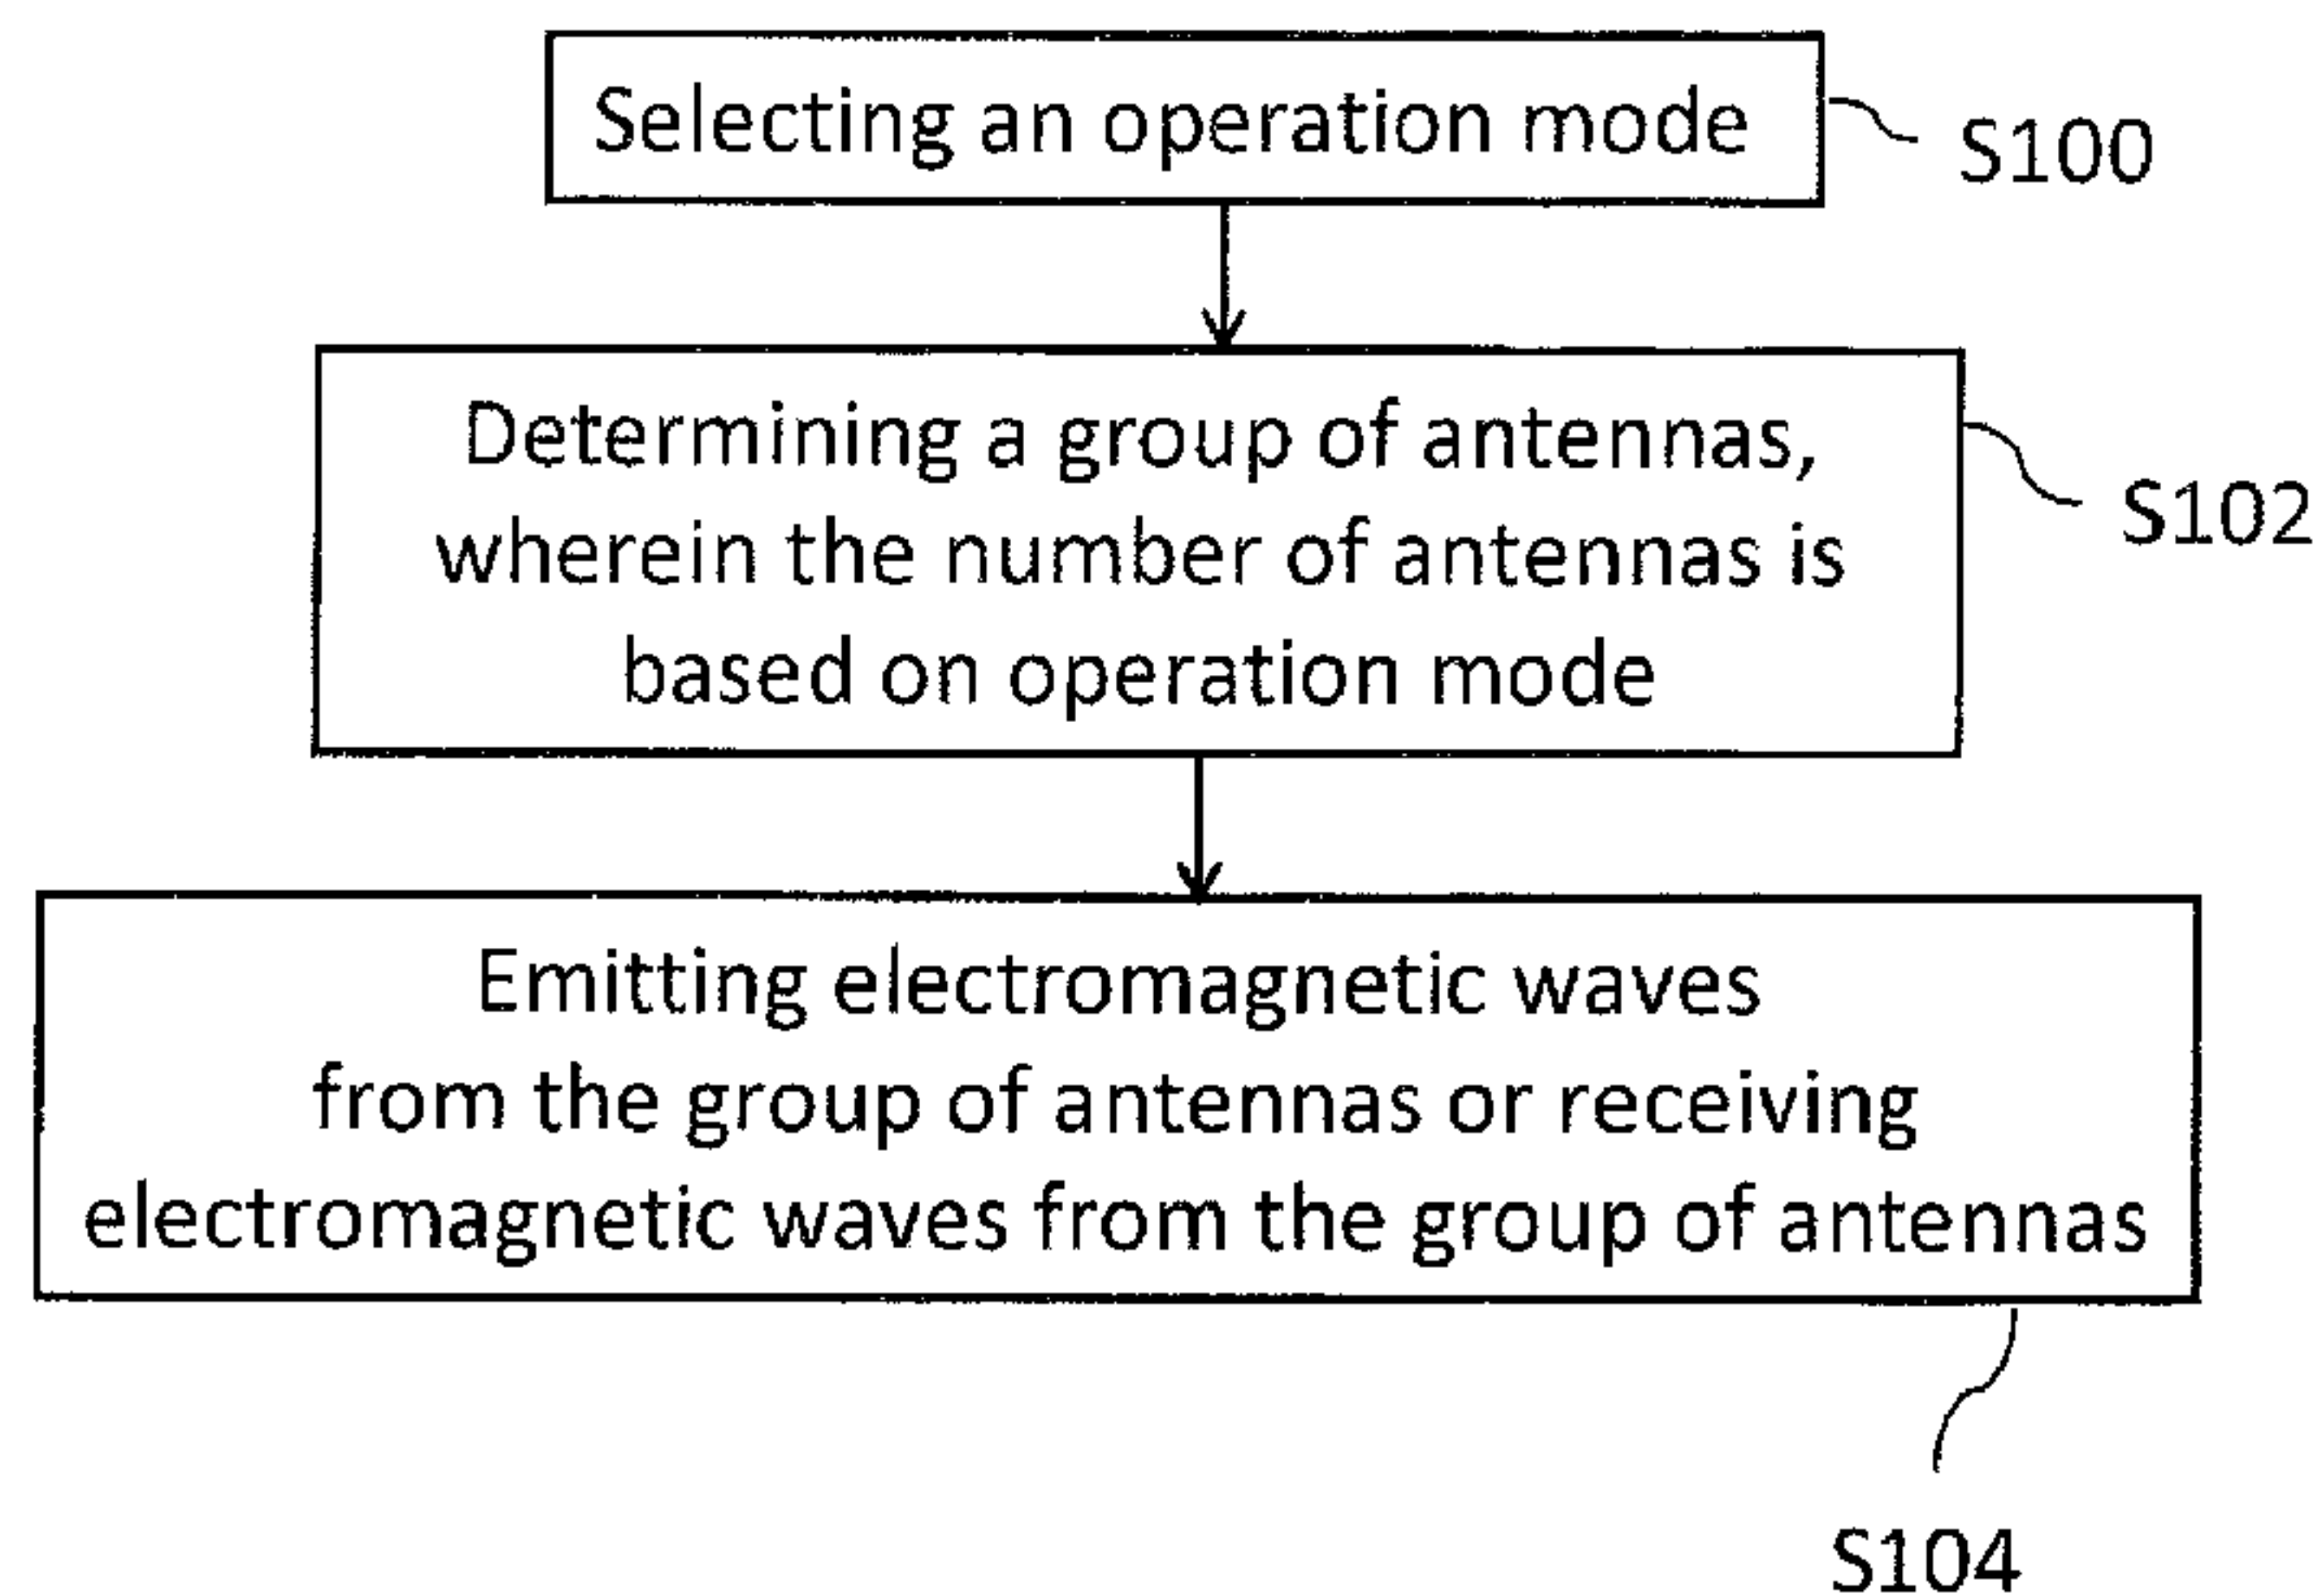 Selecting an operation mode
S100
Determining a group of antennas,
wherein the number of antennas is
based on operation mode
S102
Emitting electromagnetic waves
from the group of antennas or receiving
electromagnetic waves from the group of antennas
S104